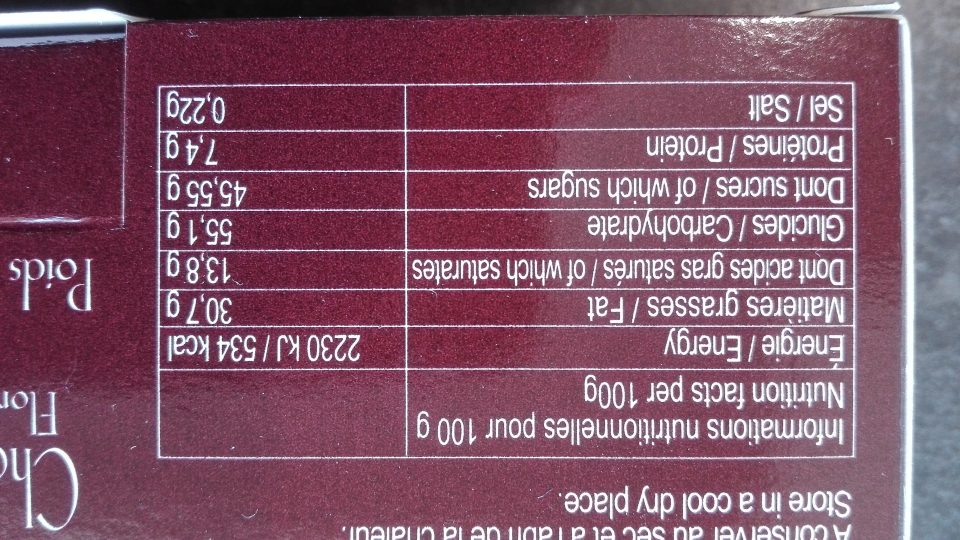 A conserver au sec et à l'abri de la chaleur.
Store in a cool dry place.
Informations nutritionnelles pour 100 g
Nutrition facts per 100g
Énergie / Energy 2230 kJ / 534 kcal
Matières grasses / Fat 30,7 g
Dont acides gras saturés / of which saturates 13,8 g
Glucides / Carbohydrate 55,1 g
Dont sucres / of which sugars 45,55 g
Protéines / Protein 7,4 g
Sel / Salt 0,22g
Poids